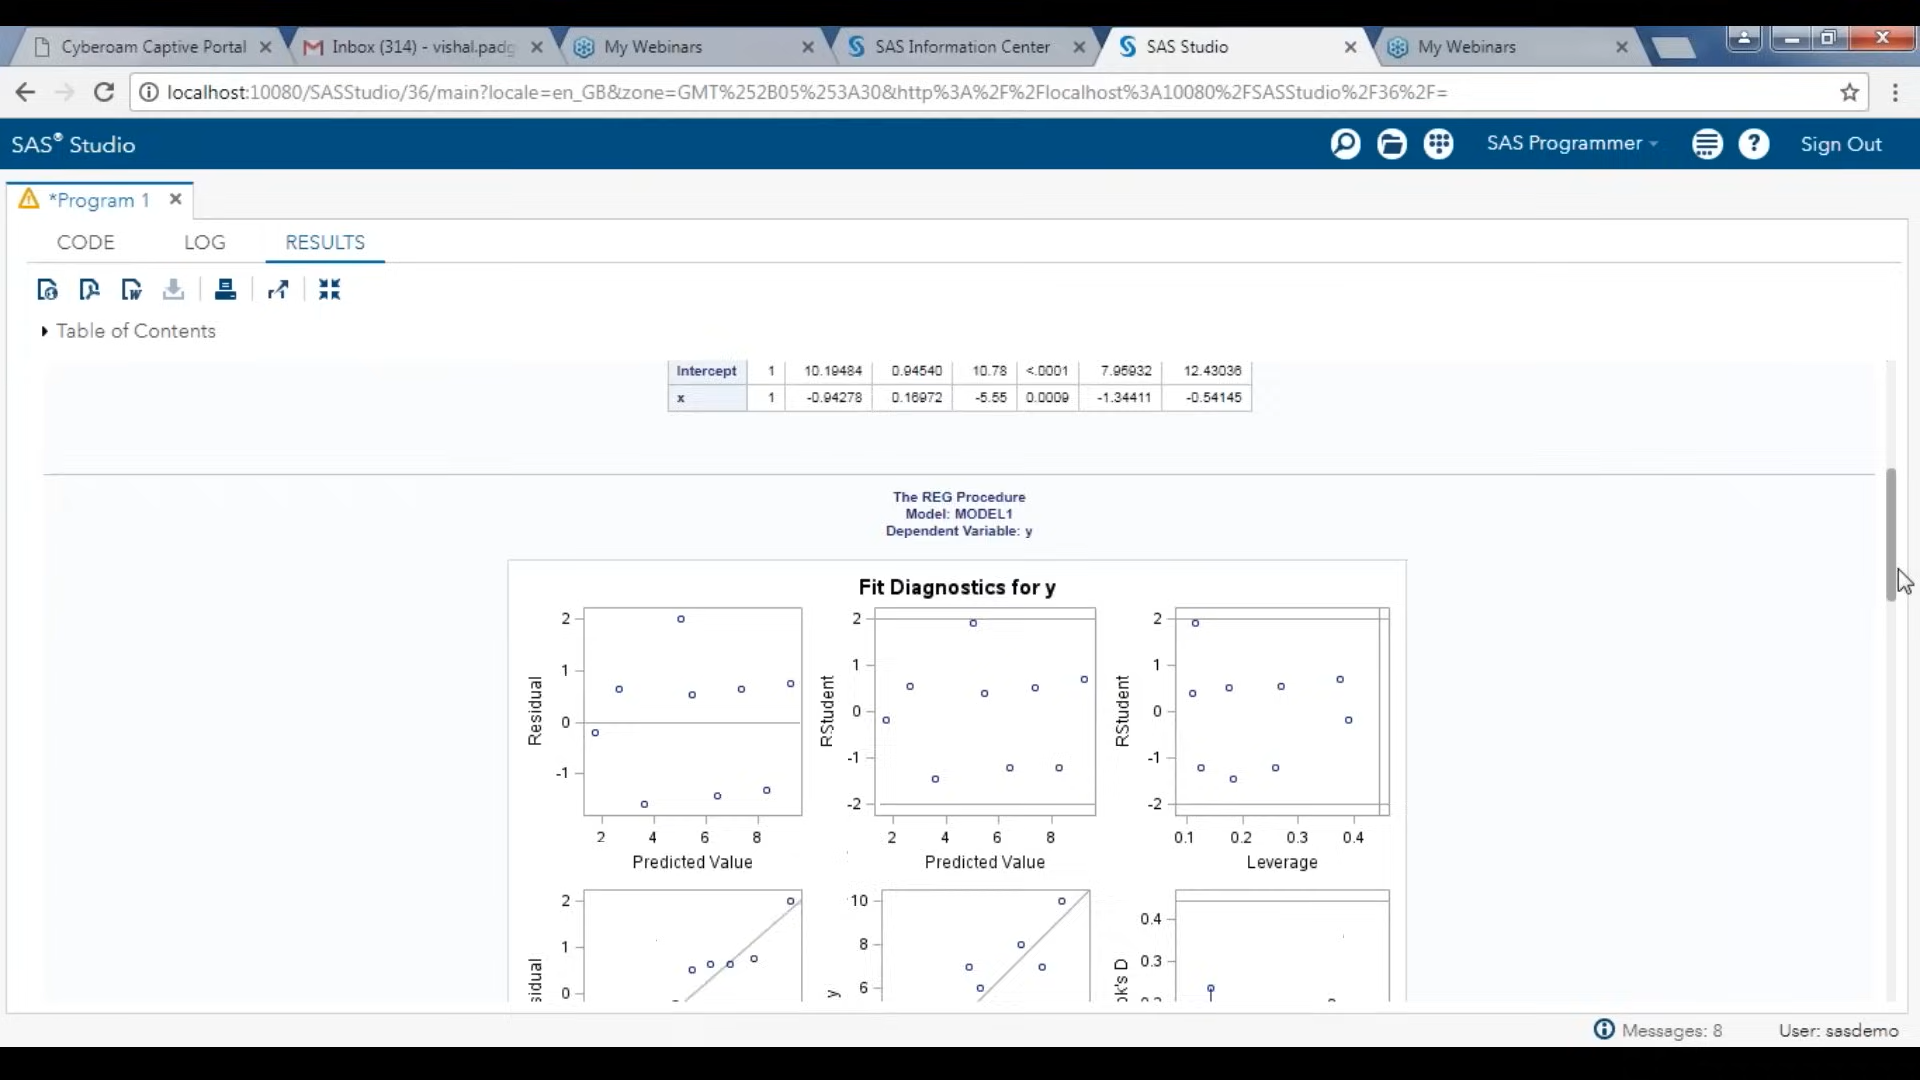 Cyberoam Captive Portal
Inbox (314) - vishal.padg
My Webinars
SAS Information Center
SAS Studio
My Webinars
localhost:10080/SASStudio/36/main?locale=en_GB&zone=GMT%252B05%253A30&http%3A%2F%2Flocalhost%3A10080%2FSASStudio%2F36%2F=
SAS® Studio
SAS Programmer
Sign Out
*Program 1
CODE
LOG
RESULTS
Table of Contents
Intercept 1 10.19484 0.94540 10.78 <.0001 7.95932 12.43036
x 1 -0.94278 0.16972 -5.55 0.0009 -1.34411 -0.54145
The REG Procedure
Model: MODEL1
Dependent Variable: y
Fit Diagnostics for y
Residual
2
1
0
-1
2 4 6 8
Predicted Value
RStudent
2
1
0
-1
-2
2 4 6 8
Predicted Value
RStudent
2
1
0
-1
-2
0.1 0.2 0.3 0.4
Leverage
sidual
2
1
0
y
10
8
6
ok's D
0.4
0.3
Messages: 8
User: sasdemo